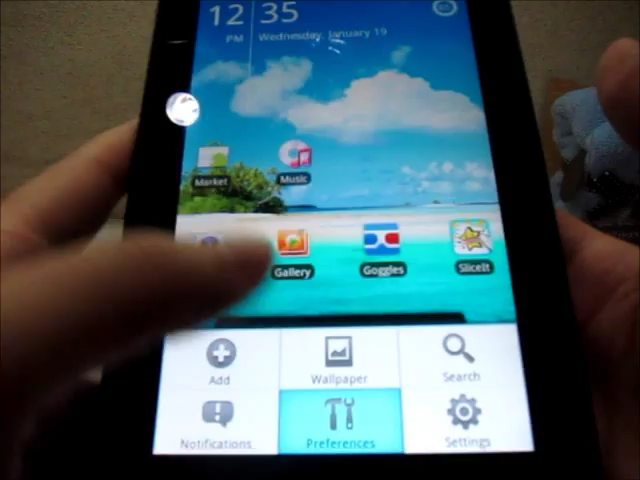 12 35
PM Wednesday, January 19
Market Music
Gallery Goggles SliceIt
Add Wallpaper Search
Notifications Preferences Settings